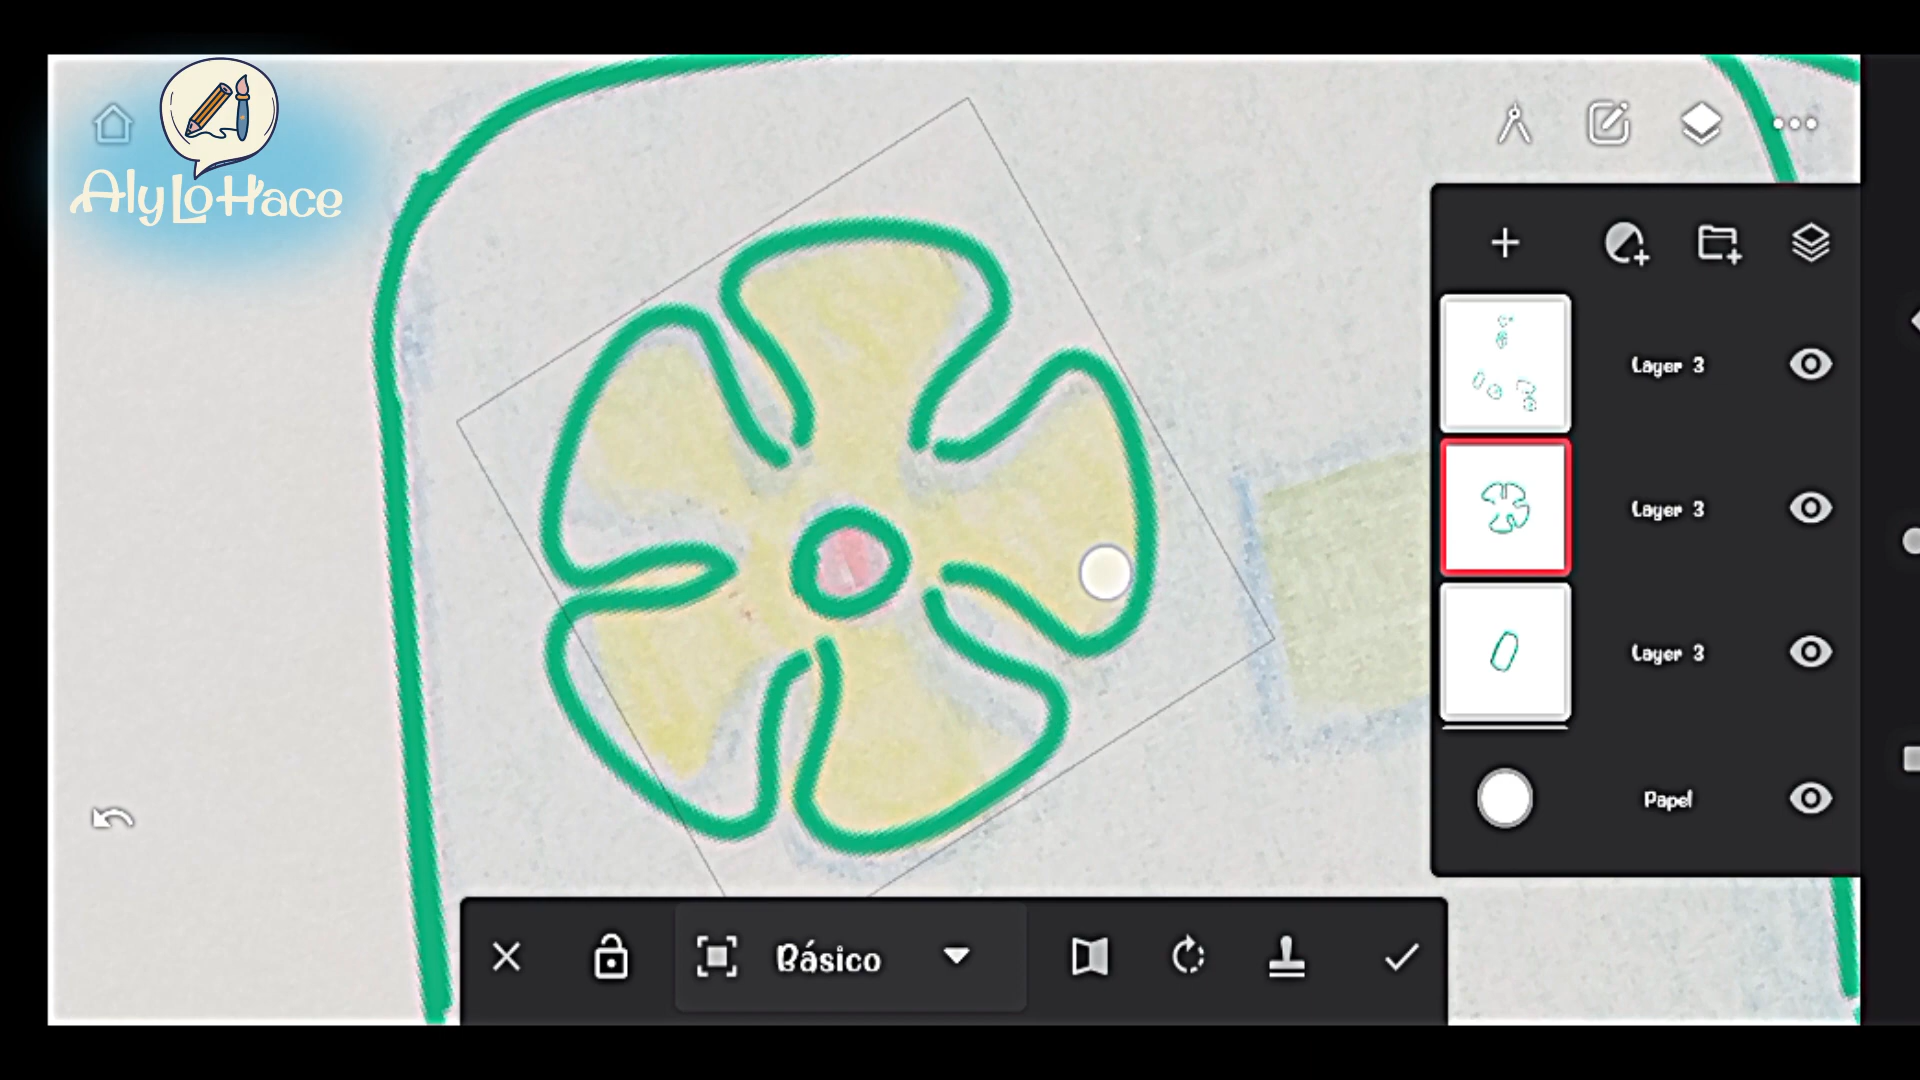 AlyLoHace
Layer 3
Layer 3
Layer 3
Papel
Básico